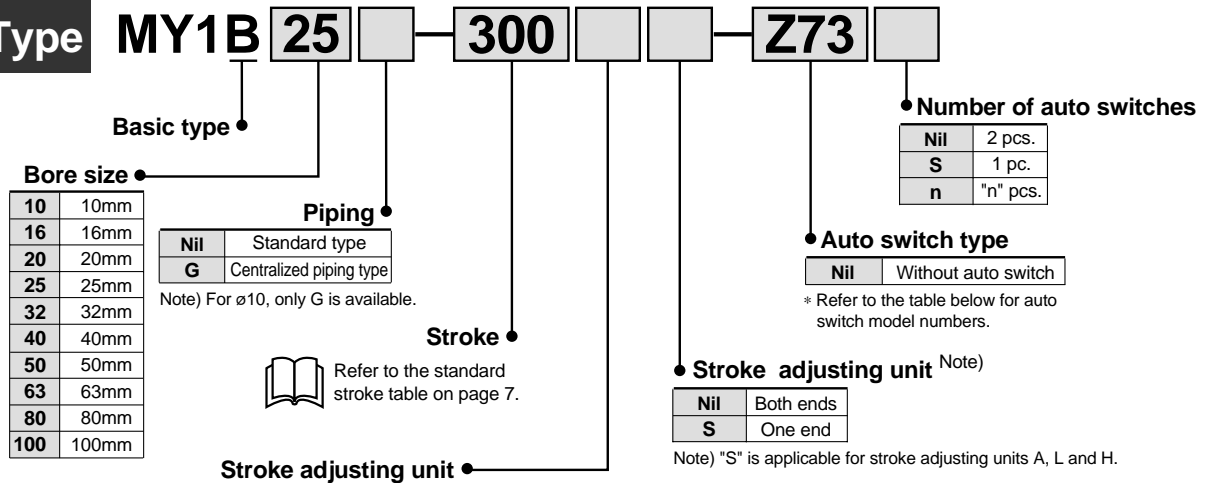 Type MY1B 25 — 300 — Z73
Basic type
Number of auto switches
Nil 2 pcs.
S 1 pc.
n "n" pcs.
Bore size
10 10mm
16 16mm
20 20mm
25 25mm
32 32mm
40 40mm
50 50mm
63 63mm
80 80mm
100 100mm
Piping
Nil Standard type
G Centralized piping type
Note) For ø10, only G is available.
Auto switch type
Nil Without auto switch
* Refer to the table below for auto
switch model numbers.
Stroke
Refer to the standard
stroke table on page 7.
Stroke adjusting unit Note)
Nil Both ends
S One end
Note) "S" is applicable for stroke adjusting units A, L and H.
Stroke adjusting unit